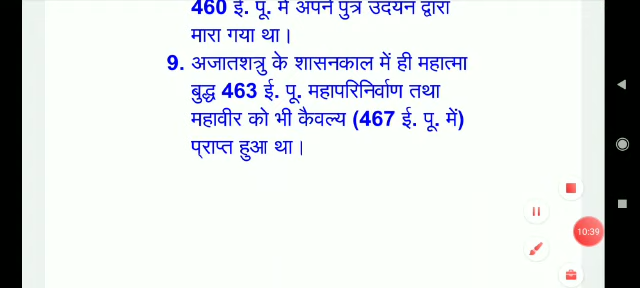 460 ई. पू. में अपने पुत्र उदयन द्वारा
मारा गया था।
9. अजातशत्रु के शासनकाल में ही महात्मा
बुद्ध 463 ई. पू. महापरिनिर्वाण तथा
महावीर को भी कैवल्य (467 ई. पू. में)
प्राप्त हुआ था।
10:39